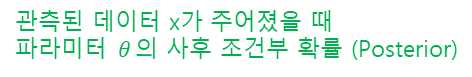 관측된 데이터 x가 주어졌을 때
파라미터 θ의 사후 조건부 확률 (Posterior)